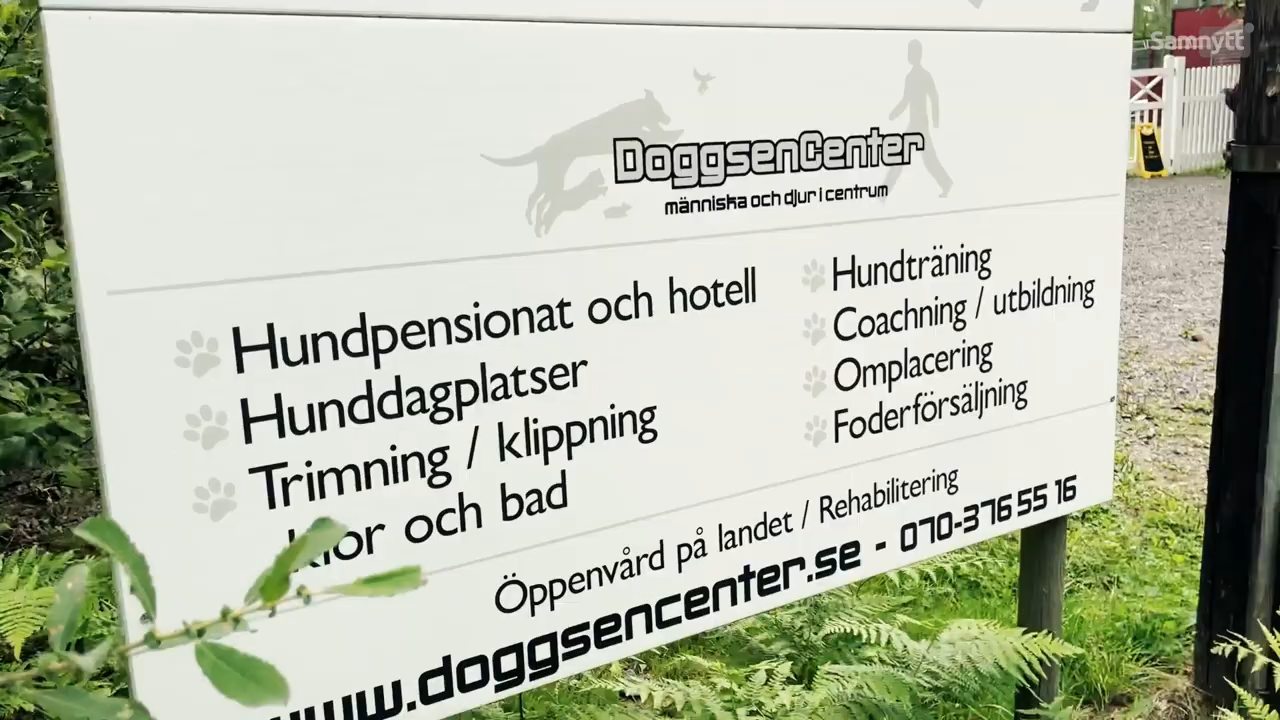 Samnytt
DoggsenCenter
människa och djur i centrum
Hundpensionat och hotell
Hunddagplatser
Trimning / klippning
klor och bad
Hundträning
Coachning / utbildning
Omplacering
Foderförsäljning
Öppenvård på landet / Rehabilitering
www.doggsencenter.se - 070-376 55 16